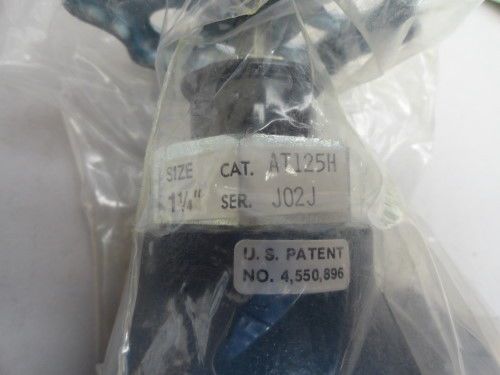 SIZE CAT. AT125H
1¼" SER. J02J
U.S. PATENT
NO. 4,550,896